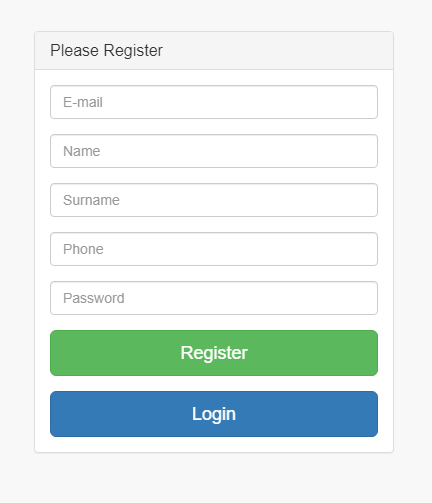 Please Register
E-mail
Name
Surname
Phone
Password
Register
Login